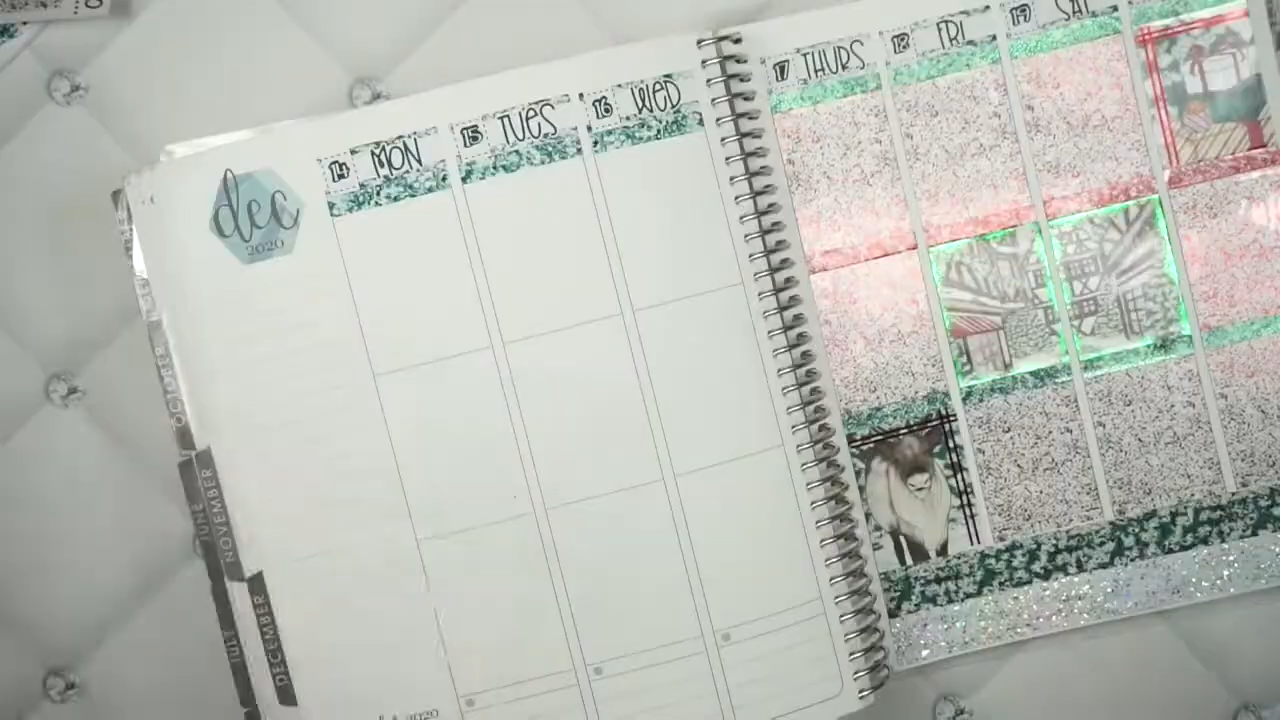 dec
2020
14 MON
15 TUES
16 WED
17 THURS
18 FRI
19 SAT
OCTOBER
JUNE
NOVEMBER
JULY
DECEMBER
2020